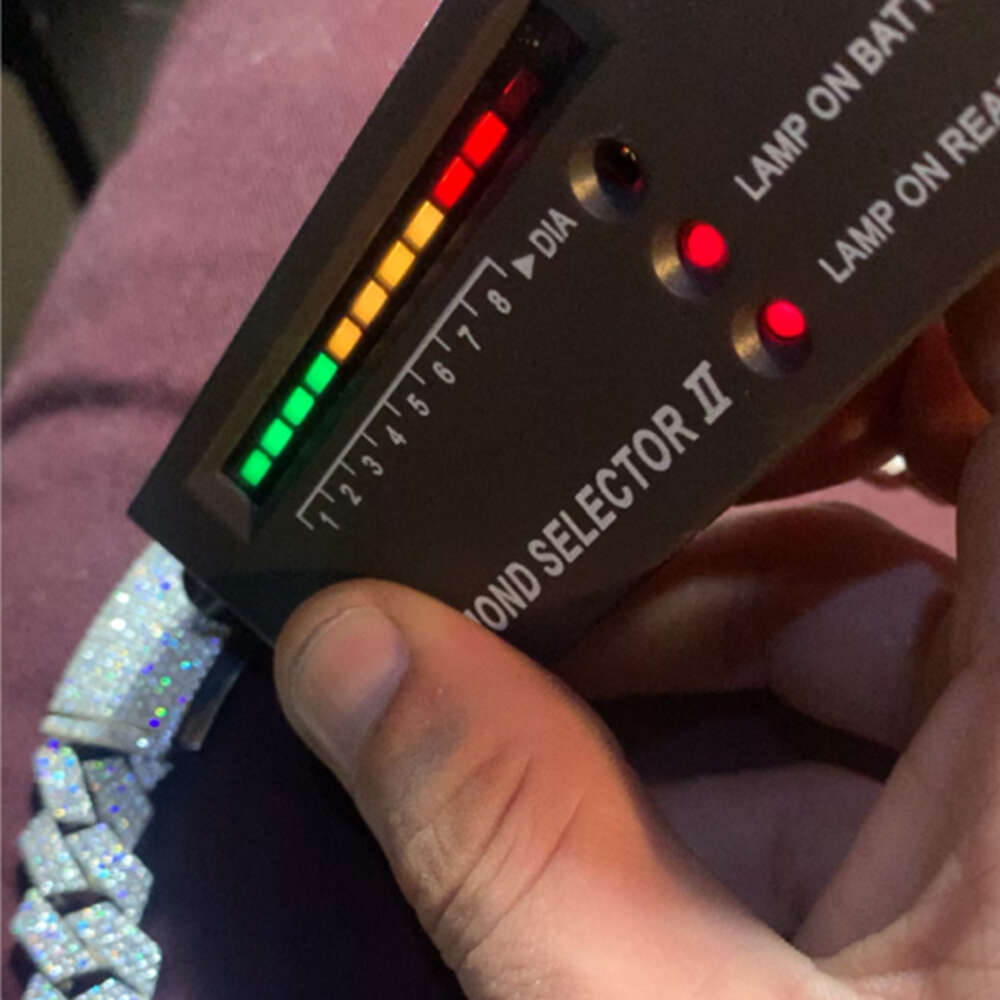 LAMP ON BATT
LAMP ON REA
▶DIA
1 2 3 4 5 6 7 8
OND SELECTOR II